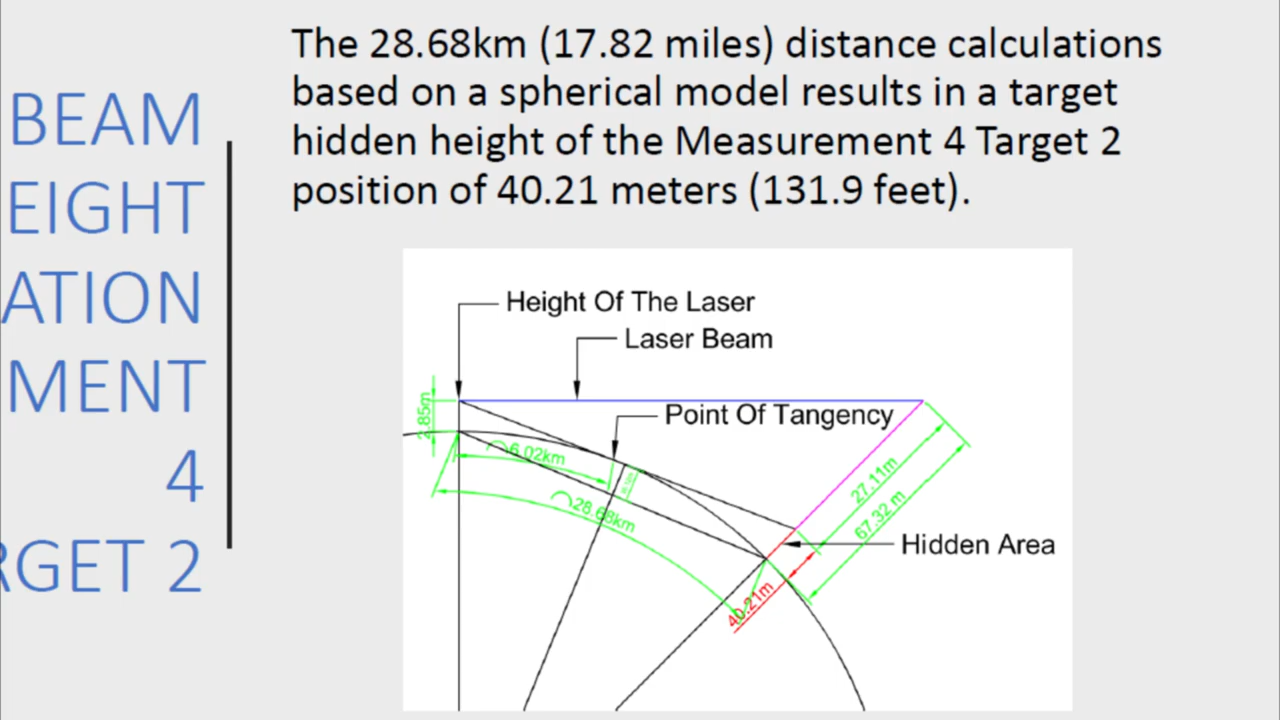 BEAM
EIGHT
ATION
MENT
4
RGET 2
The 28.68km (17.82 miles) distance calculations
based on a spherical model results in a target
hidden height of the Measurement 4 Target 2
position of 40.21 meters (131.9 feet).
Height Of The Laser
Laser Beam
2.85m
Point Of Tangency
6.02km
28.68km
27.11m
67.32 m
Hidden Area
40.21m